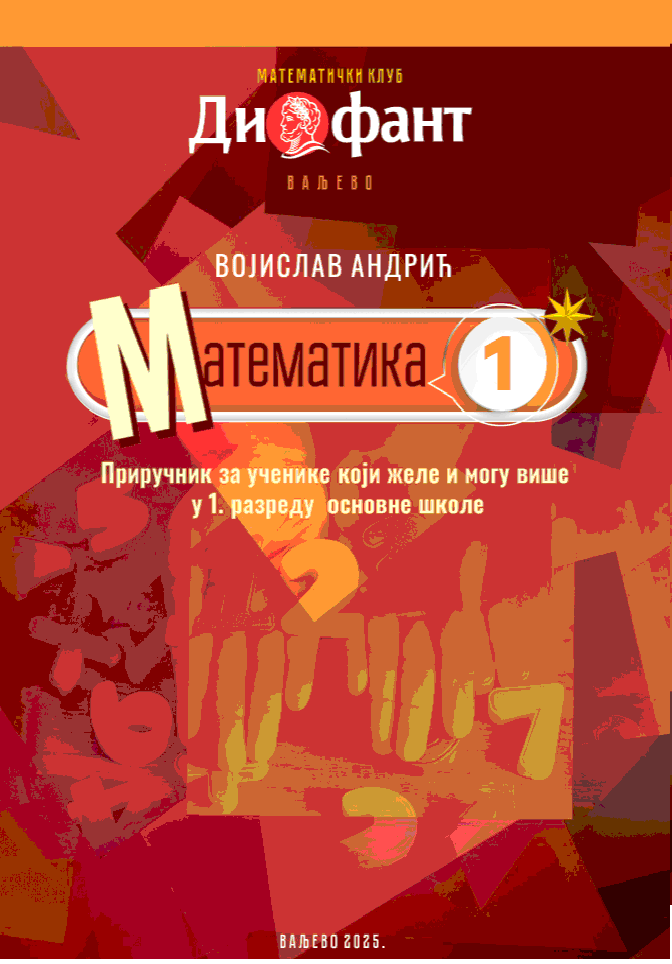 МАТЕМАТИЧКИ КЛУБ
Диофант
ВАЉЕВО
ВОЈИСЛАВ АНДРИЋ
Математика 1
Приручник за ученике који желе и могу више
у 1. разреду основне школе
ВАЉЕВО 2025.